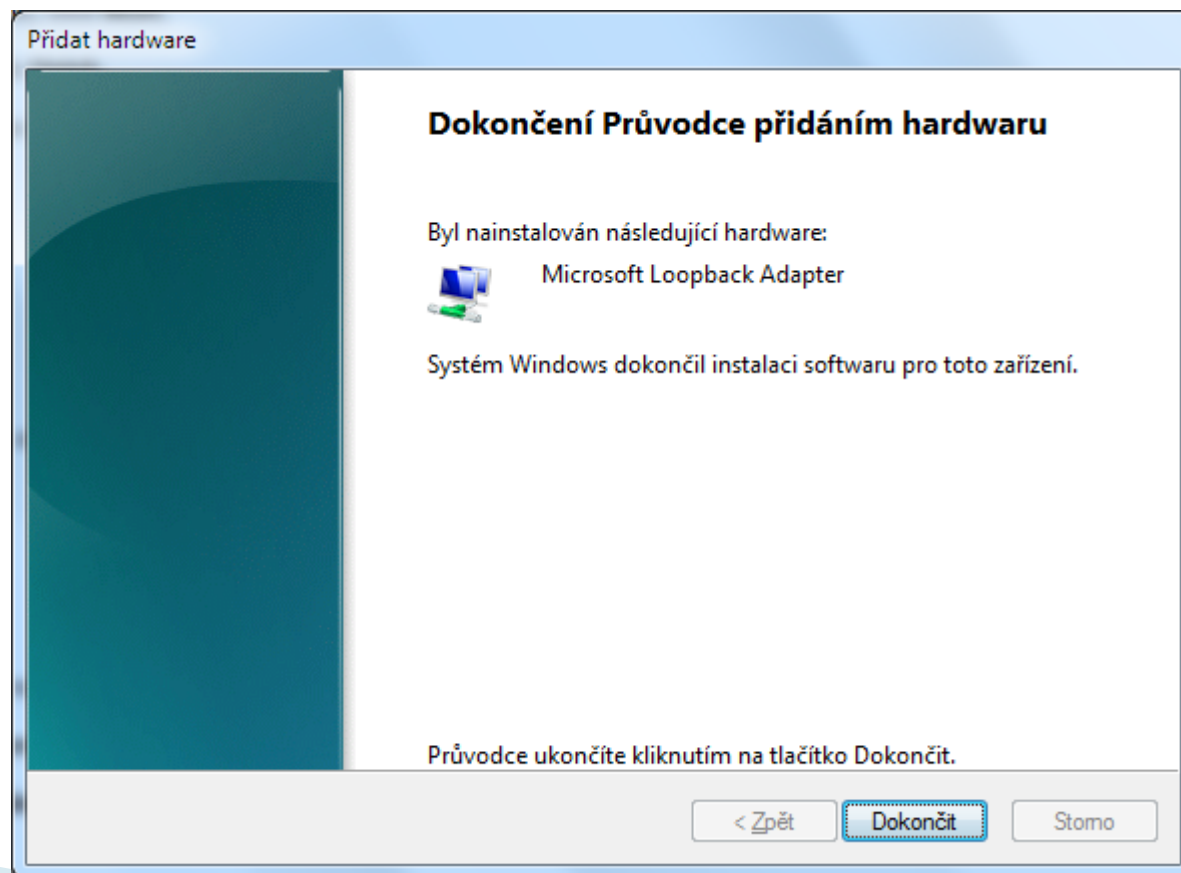 Přidat hardware
Dokončení Průvodce přidáním hardwaru
Byl nainstalován následující hardware:
Microsoft Loopback Adapter
Systém Windows dokončil instalaci softwaru pro toto zařízení.
Průvodce ukončíte kliknutím na tlačítko Dokončit.
< Zpět Dokončit Storno